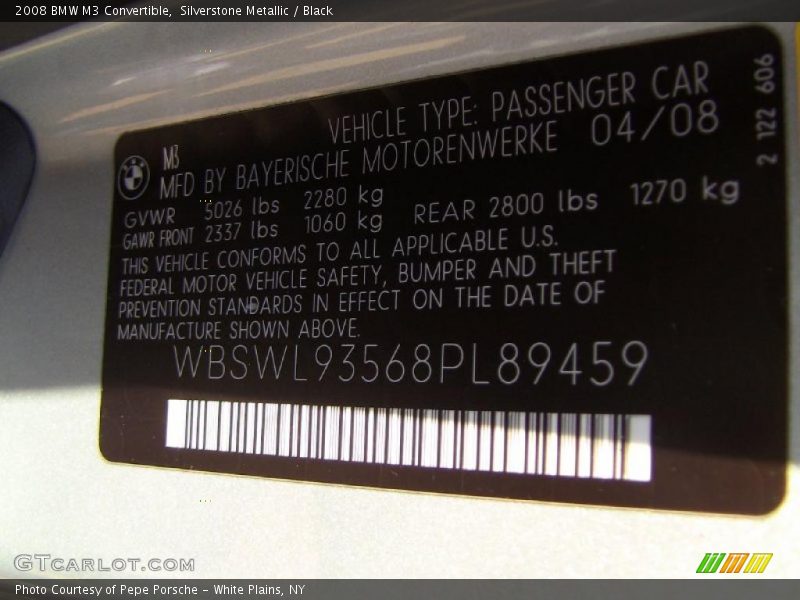 2008 BMW M3 Convertible,  Silverstone Metallic / Black
VEHICLE TYPE: PASSENGER CAR
M3
MFD BY BAYERISCHE MOTORENWERKE 04/08
GVWR 5026 lbs 2280 kg
GAWR FRONT 2337 lbs 1060 kg REAR 2800 lbs 1270 kg
THIS VEHICLE CONFORMS TO ALL APPLICABLE U.S.
FEDERAL MOTOR VEHICLE SAFETY, BUMPER AND THEFT
PREVENTION STANDARDS IN EFFECT ON THE DATE OF
MANUFACTURE SHOWN ABOVE.
WBSWL93568PL89459
2 122 606
GTCARLOT.COM
Photo Courtesy of Pepe Porsche - White Plains, NY